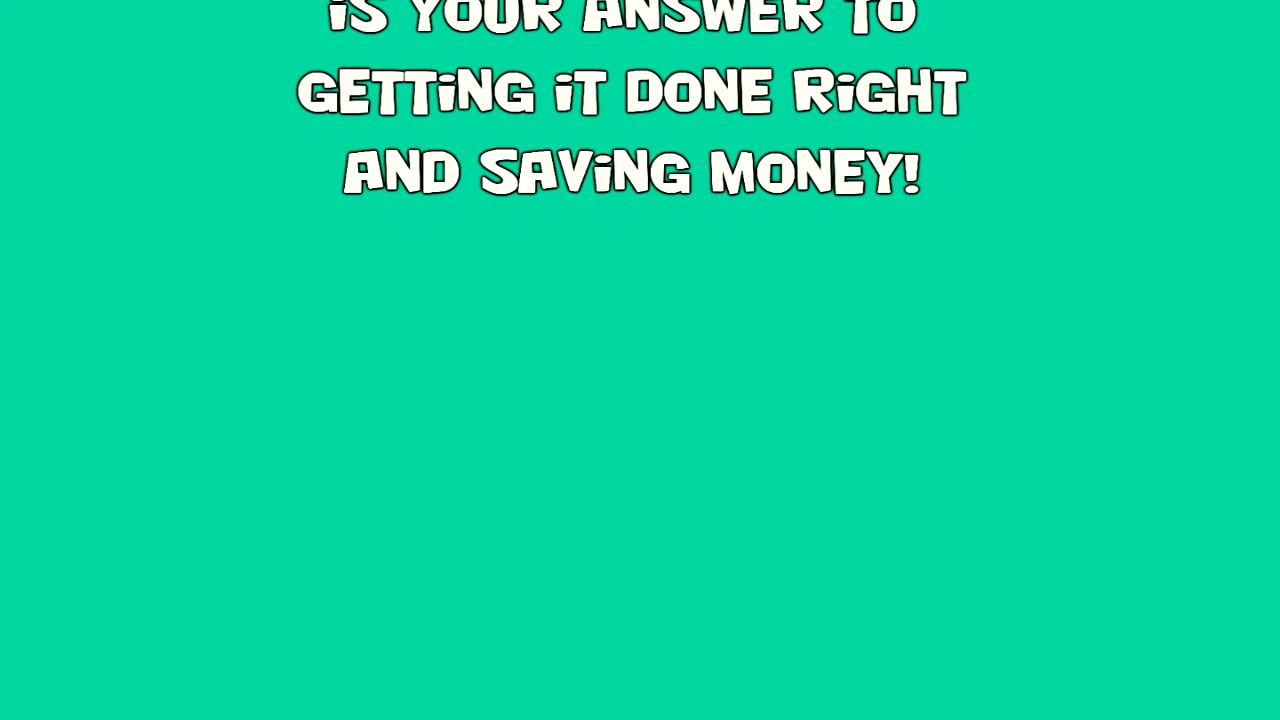 iS YOUR ANSWER TO
GETTiNG iT DONE RiGHT
AND SAViNG MONEY!